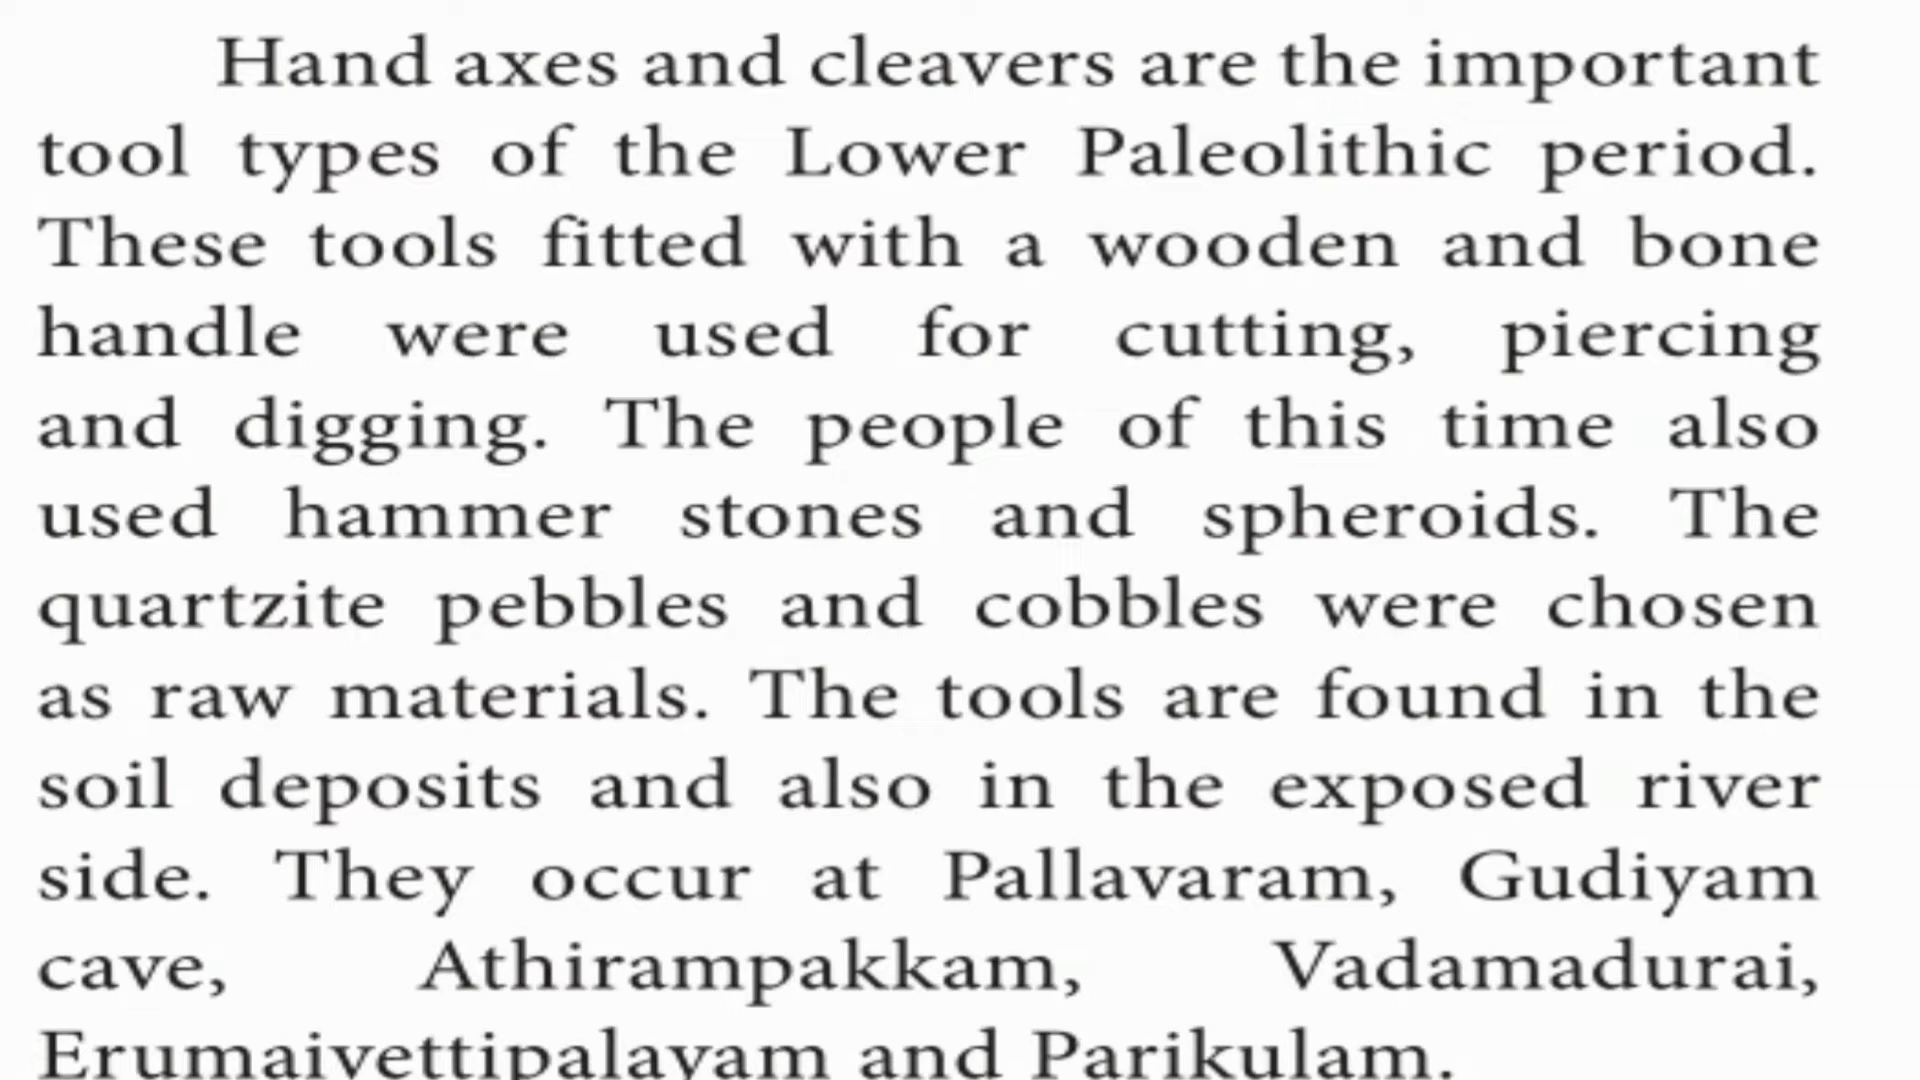 Hand axes and cleavers are the important
tool types of the Lower Paleolithic period.
These tools fitted with a wooden and bone
handle were used for cutting, piercing
and digging. The people of this time also
used hammer stones and spheroids. The
quartzite pebbles and cobbles were chosen
as raw materials. The tools are found in the
soil deposits and also in the exposed river
side. They occur at Pallavaram, Gudiyam
cave, Athirampakkam, Vadamadurai,
Erumaivettipalayam and Parikulam.